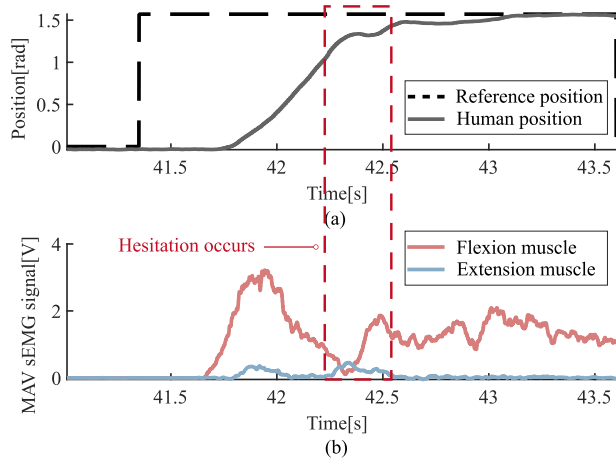 1.5
1
0.5
0
Position[rad]
Reference position
Human position
41.5
42
42.5
43
43.5
Time[s]
(a)
Hesitation occurs
4
2
0
MAV sEMG signal[V]
Flexion muscle
Extension muscle
41.5
42
42.5
43
43.5
Time[s]
(b)